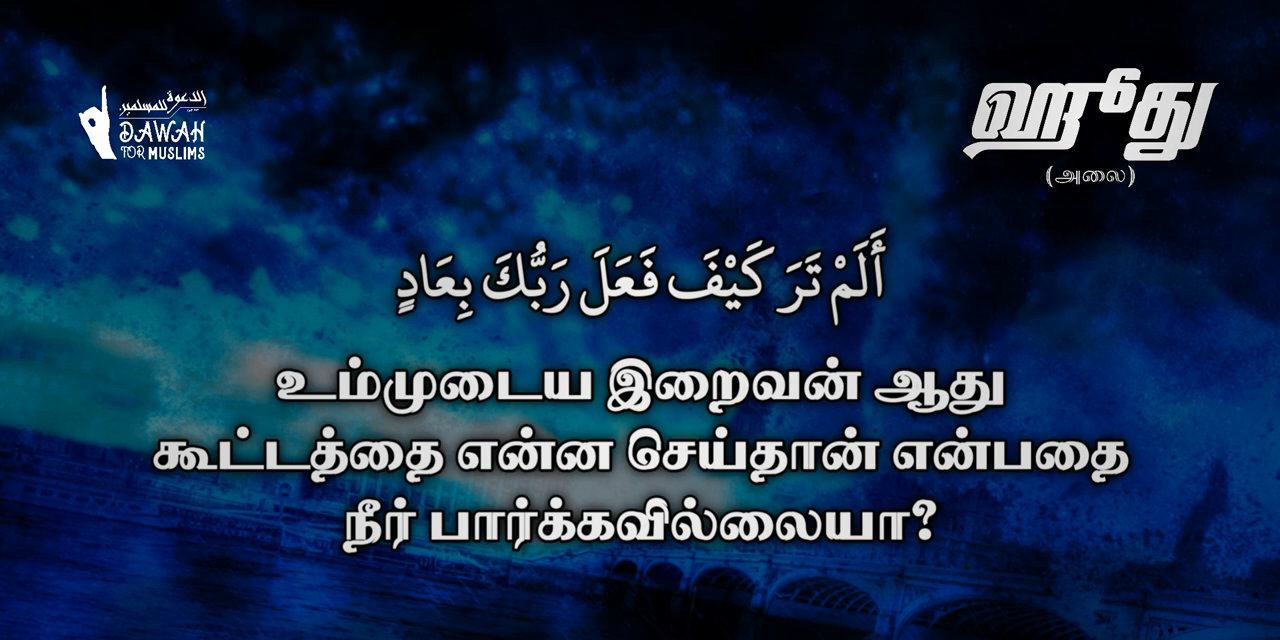 الدعوة للمسلمين
DAWAH
FOR MUSLIMS
ஹூது
(அலை)
أَلَمْ تَرَ كَيْفَ فَعَلَ رَبُّكَ بِعَادٍ
உம்முடைய இறைவன் ஆது
கூட்டத்தை என்ன செய்தான் என்பதை
நீர் பார்க்கவில்லையா?